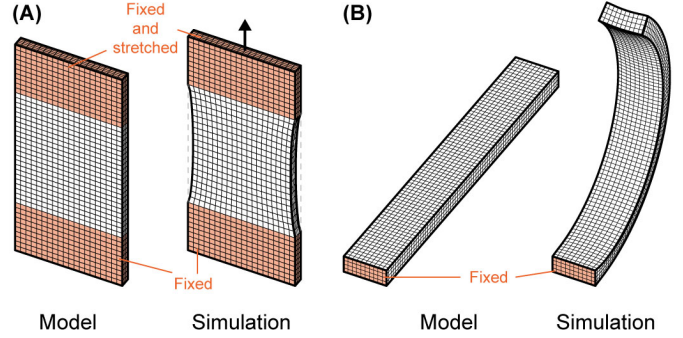 (A)
Fixed
and
stretched
Fixed
Model
Simulation
(B)
Fixed
Model
Simulation